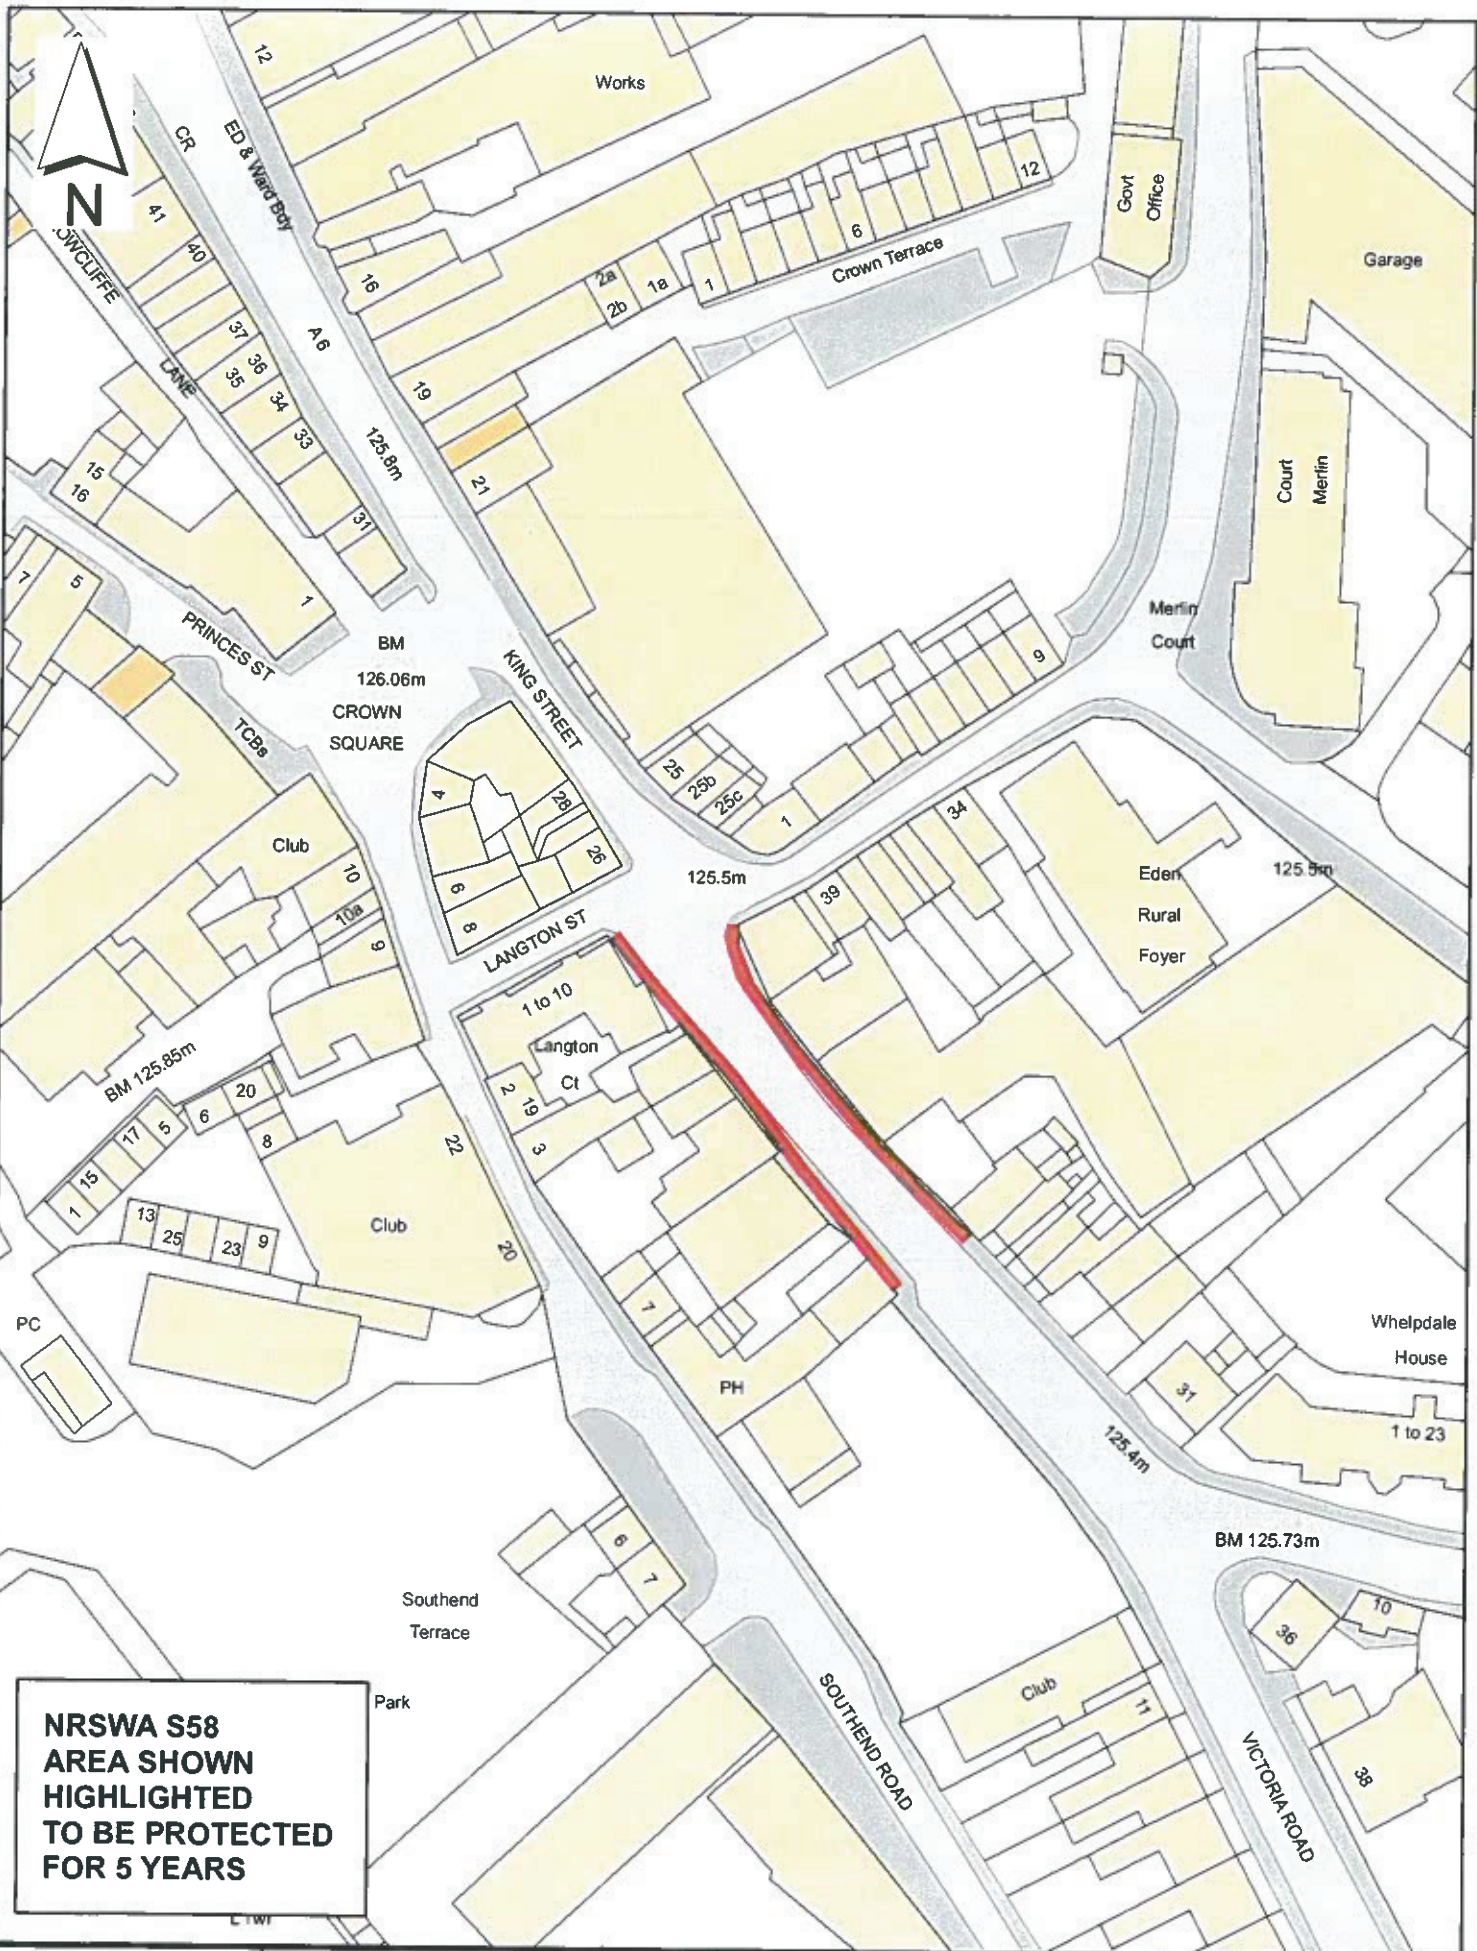 N
12
CR
ED & Ward Bdy
Works
41
40
LANE
37
36
35
34
33
31
A 6
125.8m
16
19
21
2a
2b
1a
1
6
12
Crown Terrace
Govt
Office
Garage
Court
Merlin
15
16
7
5
1
PRINCES ST
TCBs
BM
126.06m
CROWN
SQUARE
KING STREET
Merlin
Court
9
25
25b
25c
1
4
28
26
6
8
125.5m
LANGTON ST
34
39
Eden
Rural
Foyer
125.5m
Club
10
10a
9
1 to 10
Langton
Ct
2
19
3
BM 125.85m
20
6
8
5
17
15
1
22
Club
20
13
25
23
9
PC
7
PH
Whelpdale
House
31
1 to 23
125.4m
BM 125.73m
6
7
Southend
Terrace
10
36
38
Club
11
SOUTHEND ROAD
VICTORIA ROAD
Park
NRSWA S58
AREA SHOWN
HIGHLIGHTED
TO BE PROTECTED
FOR 5 YEARS